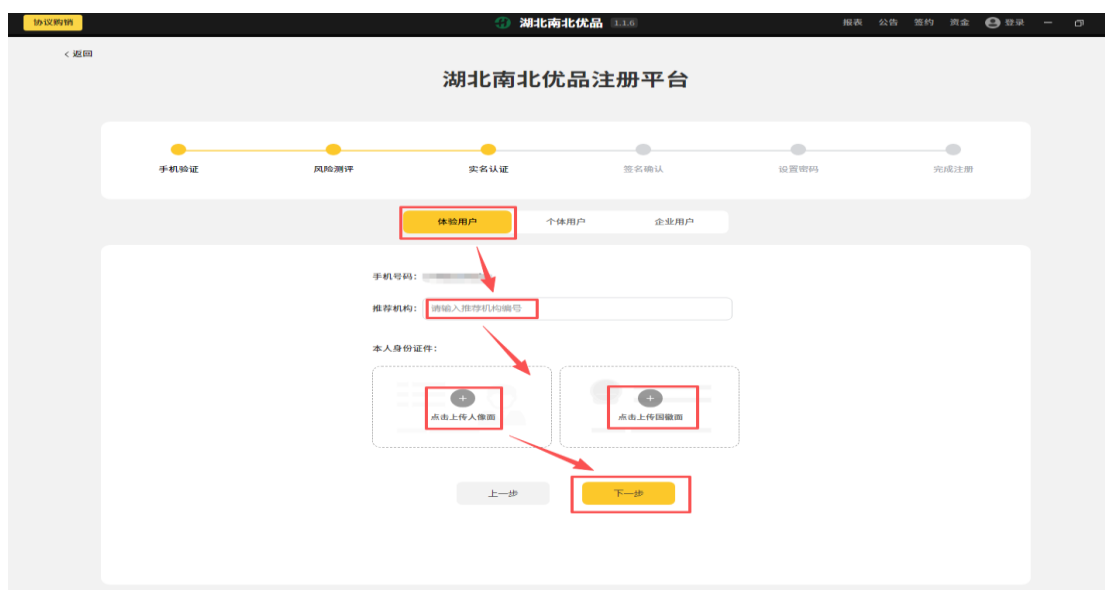 协议购销
湖北南北优品 1.1.6
报表 公告 签约 资金 登录
< 返回
湖北南北优品注册平台
手机验证 风险测评 实名认证 签名确认 设置密码 完成注册
体验用户 个体用户 企业用户
手机号码：
推荐机构： 请输入推荐机构编号
本人身份证件：
点击上传人像面 点击上传国徽面
上一步 下一步